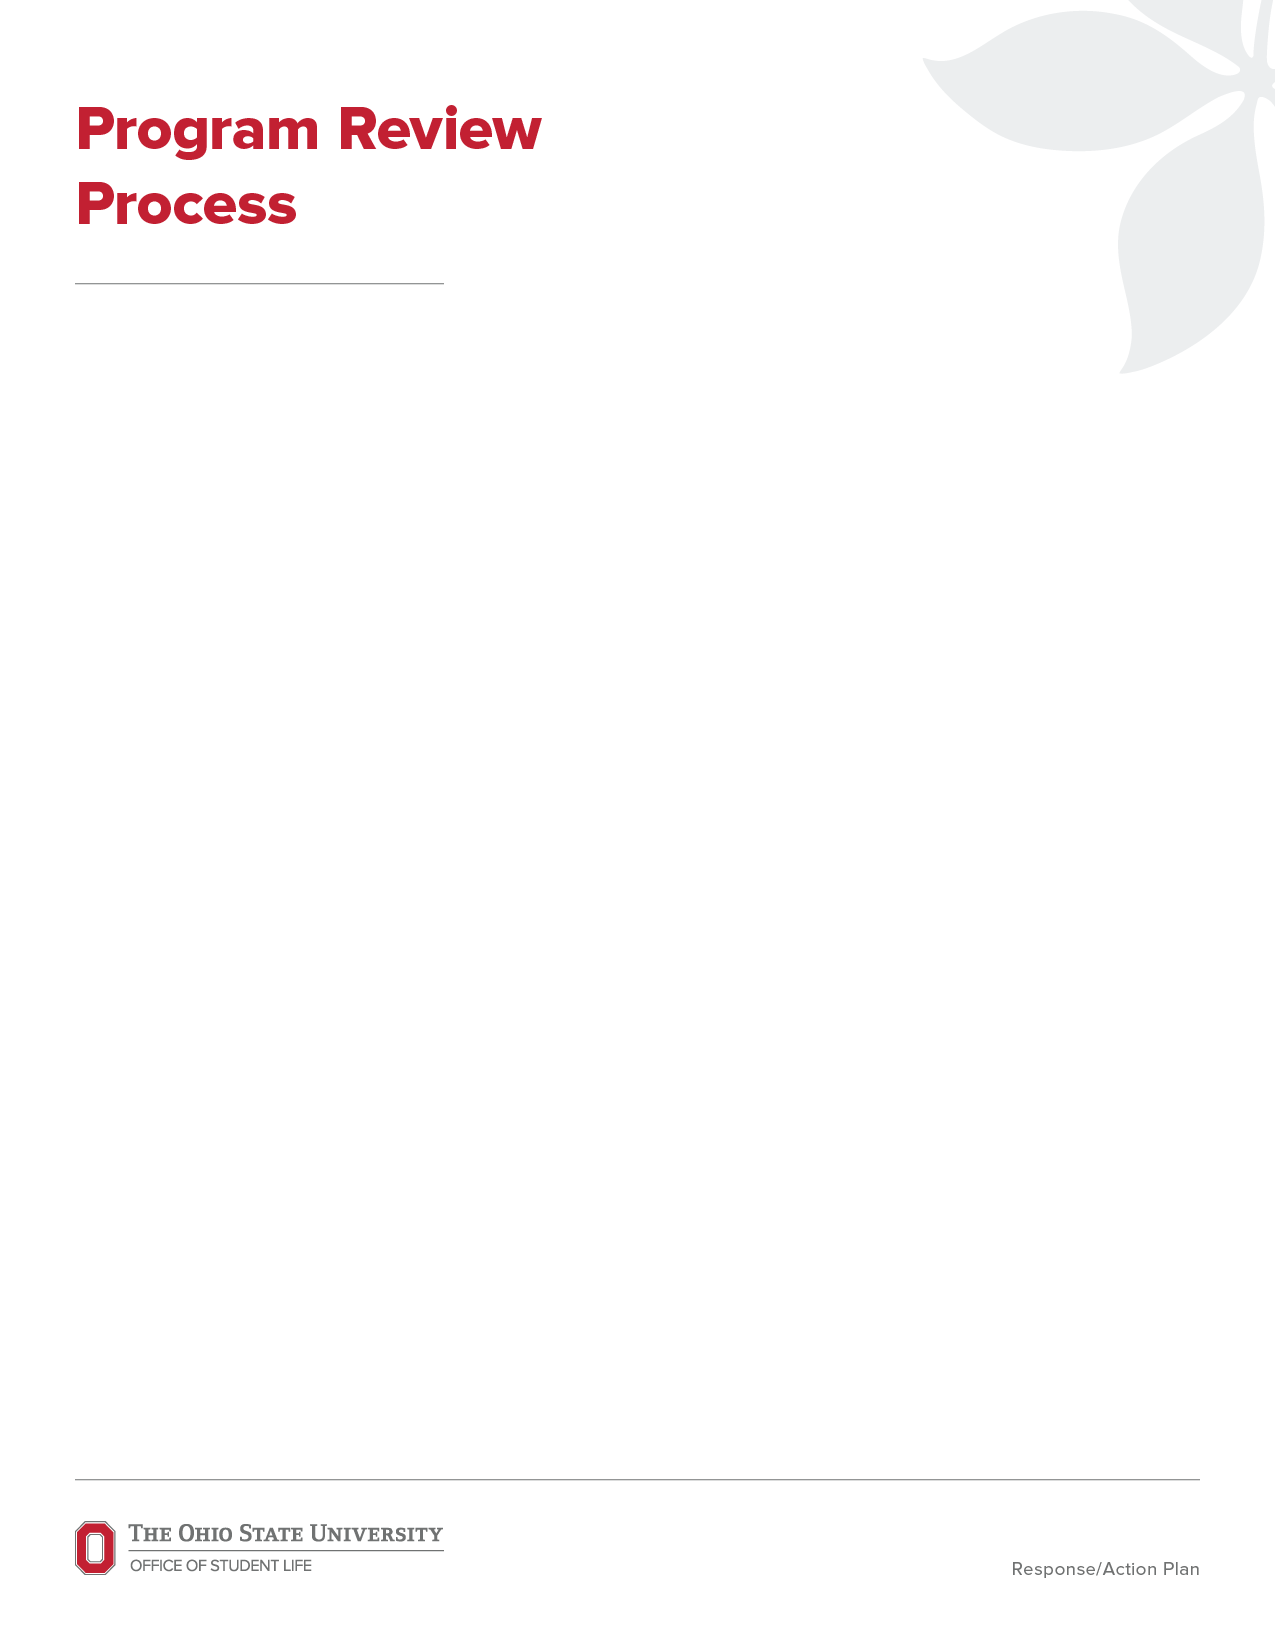 Program Review
Process
THE OHIO STATE UNIVERSITY
OFFICE OF STUDENT LIFE
Response/Action Plan